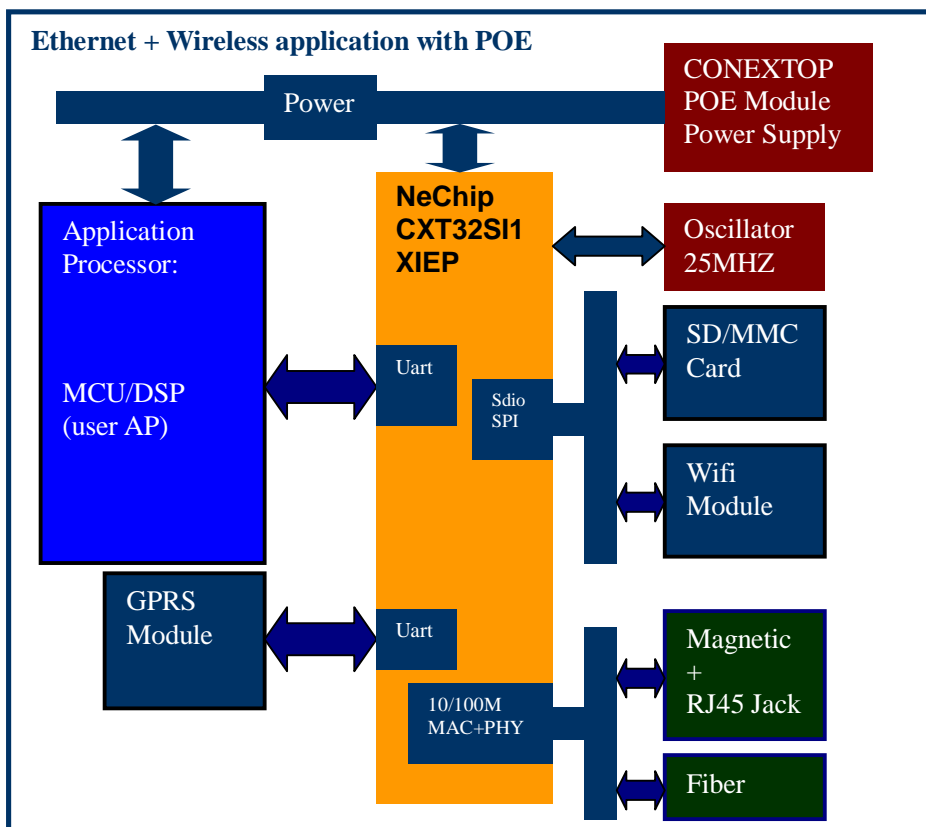 Ethernet + Wireless application with POE
Power
CONEXTOP
POE Module
Power Supply
NeChip
CXT32SI1
XIEP
Application
Processor:
MCU/DSP
(user AP)
Oscillator
25MHZ
Uart
Sdio
SPI
SD/MMC
Card
Wifi
Module
GPRS
Module
Uart
10/100M
MAC+PHY
Magnetic
+
RJ45 Jack
Fiber